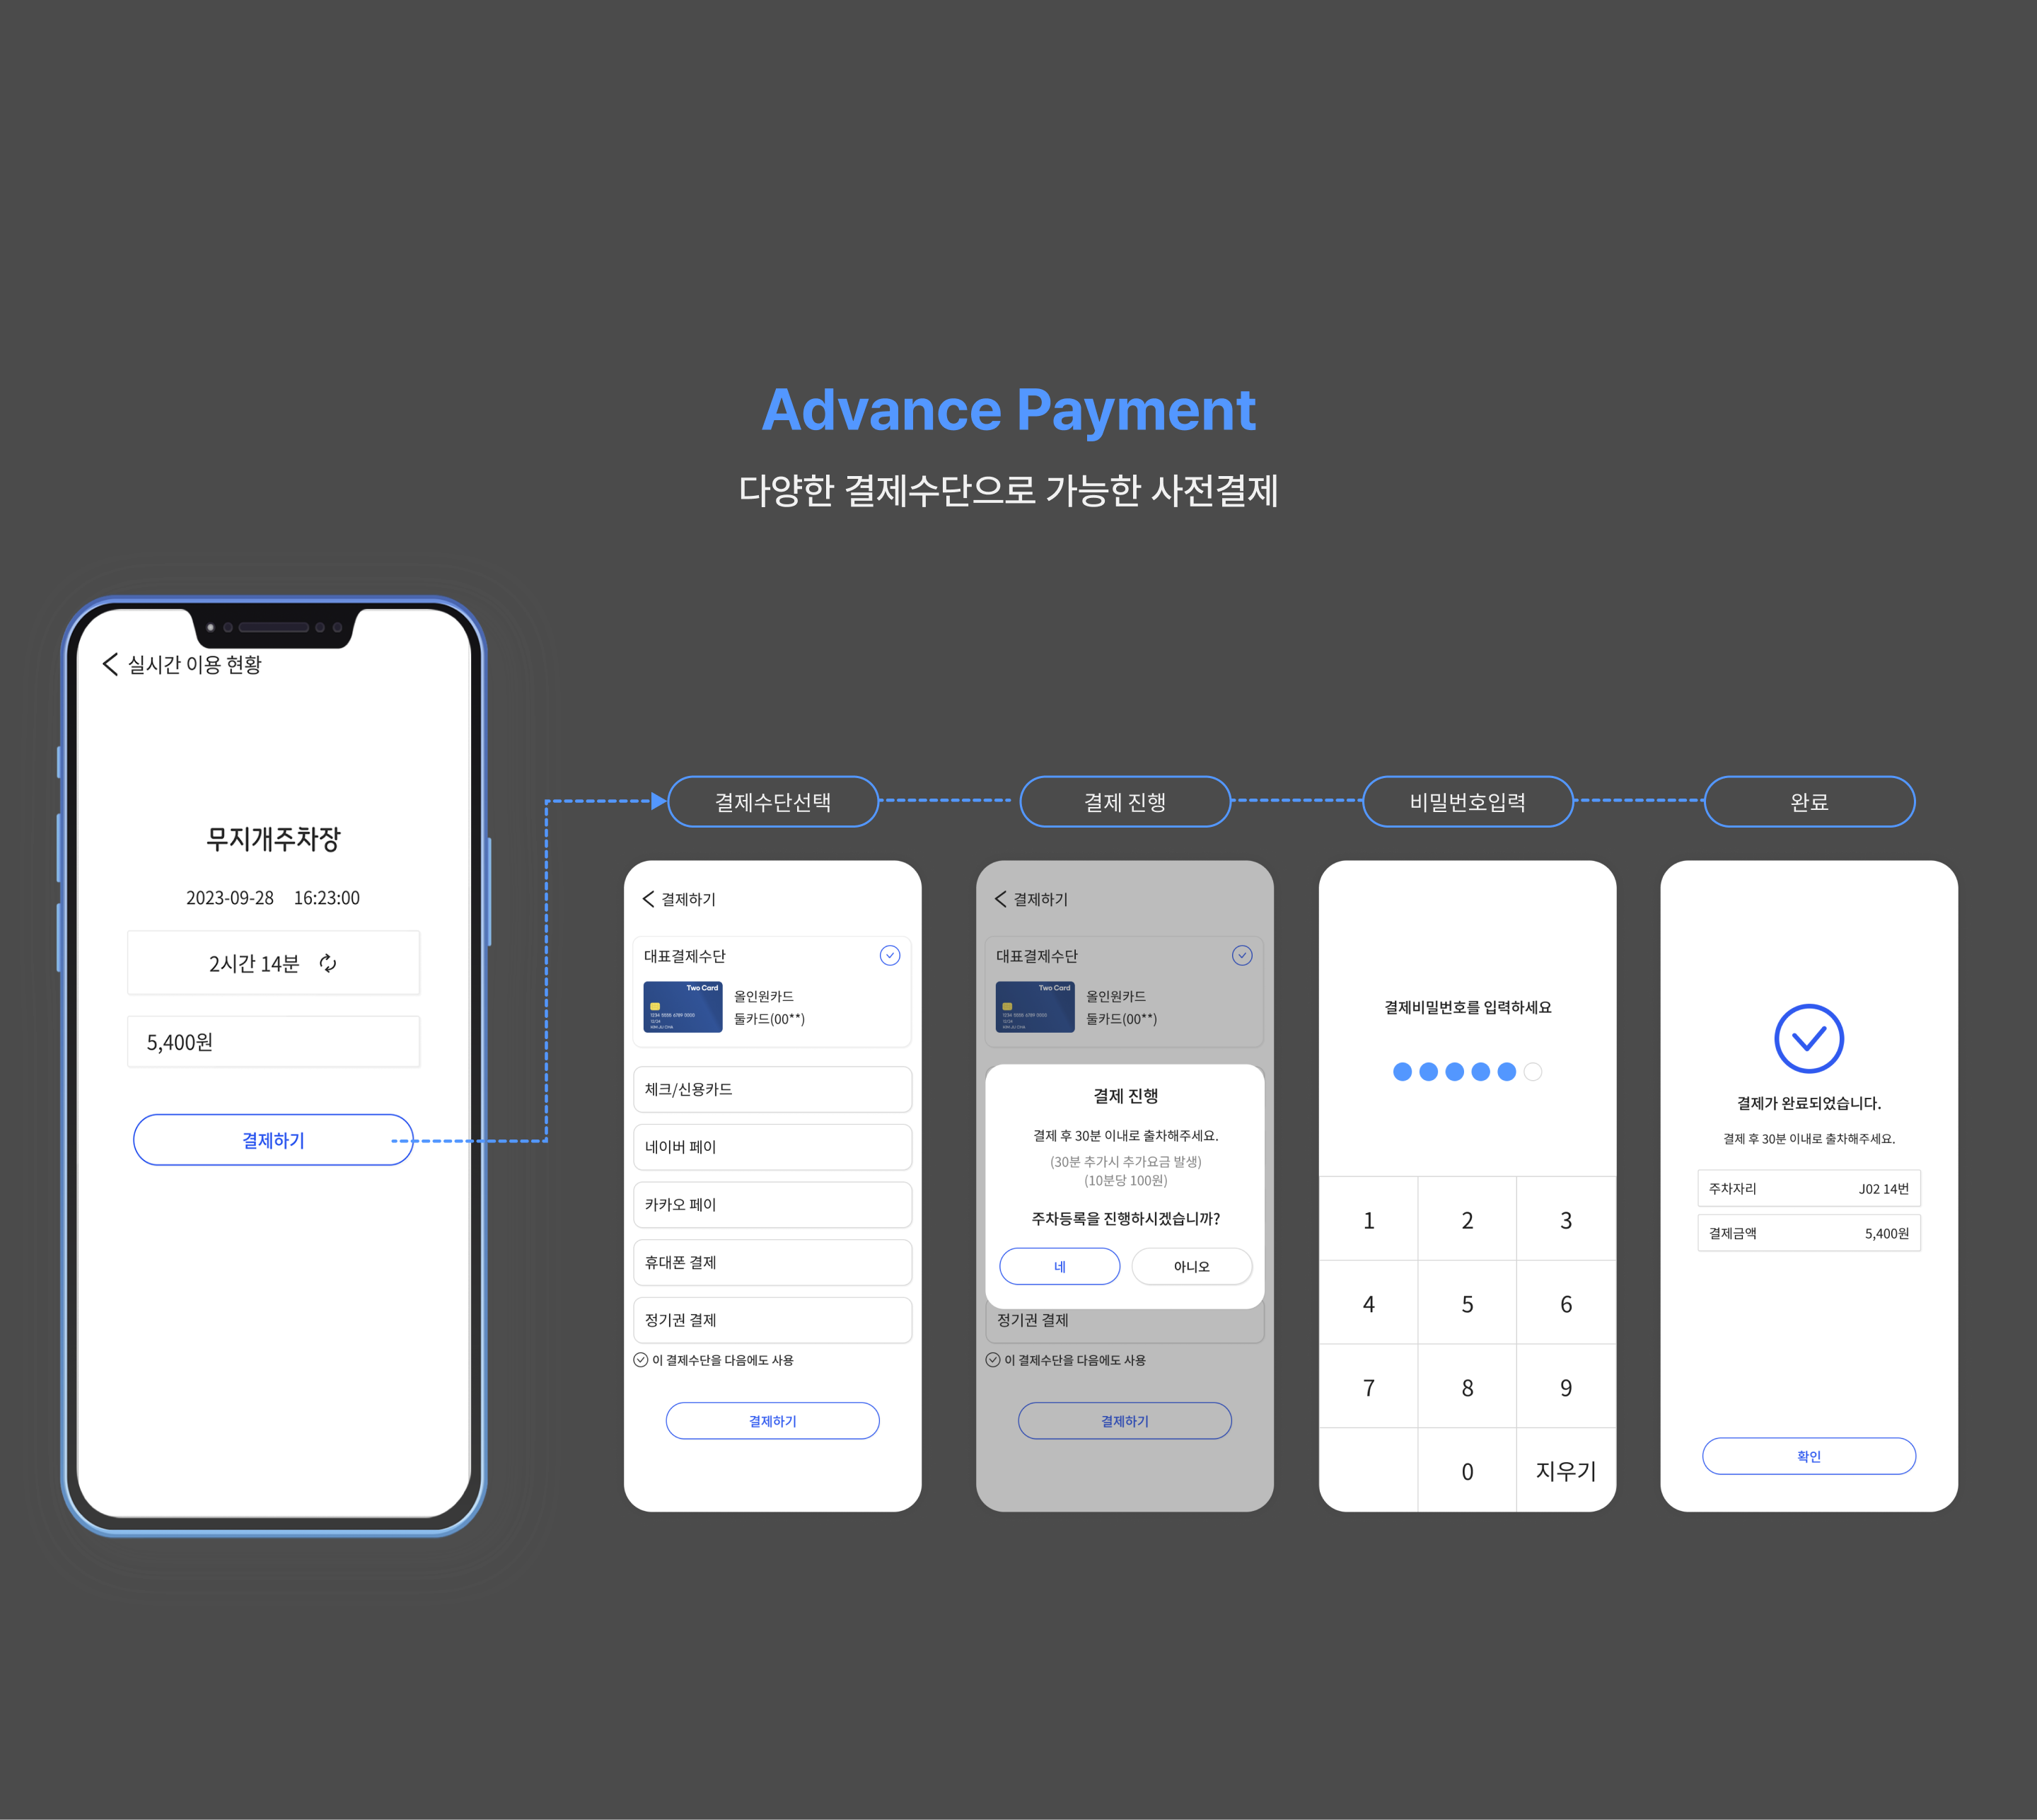 Advance Payment
다양한 결제수단으로 가능한 사전결제
실시간 이용 현황
무지개주차장
2023-09-28 16:23:00
2시간 14분
5,400원
결제하기
결제수단선택
결제 진행
비밀번호입력
완료
결제하기
대표결제수단
Two Card
올인원카드
둘카드(00**)
체크/신용카드
네이버 페이
카카오 페이
휴대폰 결제
정기권 결제
이 결제수단을 다음에도 사용
결제하기
결제하기
대표결제수단
Two Card
올인원카드
둘카드(00**)
결제 진행
결제 후 30분 이내로 출차해주세요.
(30분 추가시 추가요금 발생)
(10분당 100원)
주차등록을 진행하시겠습니까?
네 아니오
정기권 결제
이 결제수단을 다음에도 사용
결제하기
결제비밀번호를 입력하세요
1 2 3
4 5 6
7 8 9
0 지우기
결제가 완료되었습니다.
결제 후 30분 이내로 출차해주세요.
주차자리 J02 14번
결제금액 5,400원
확인